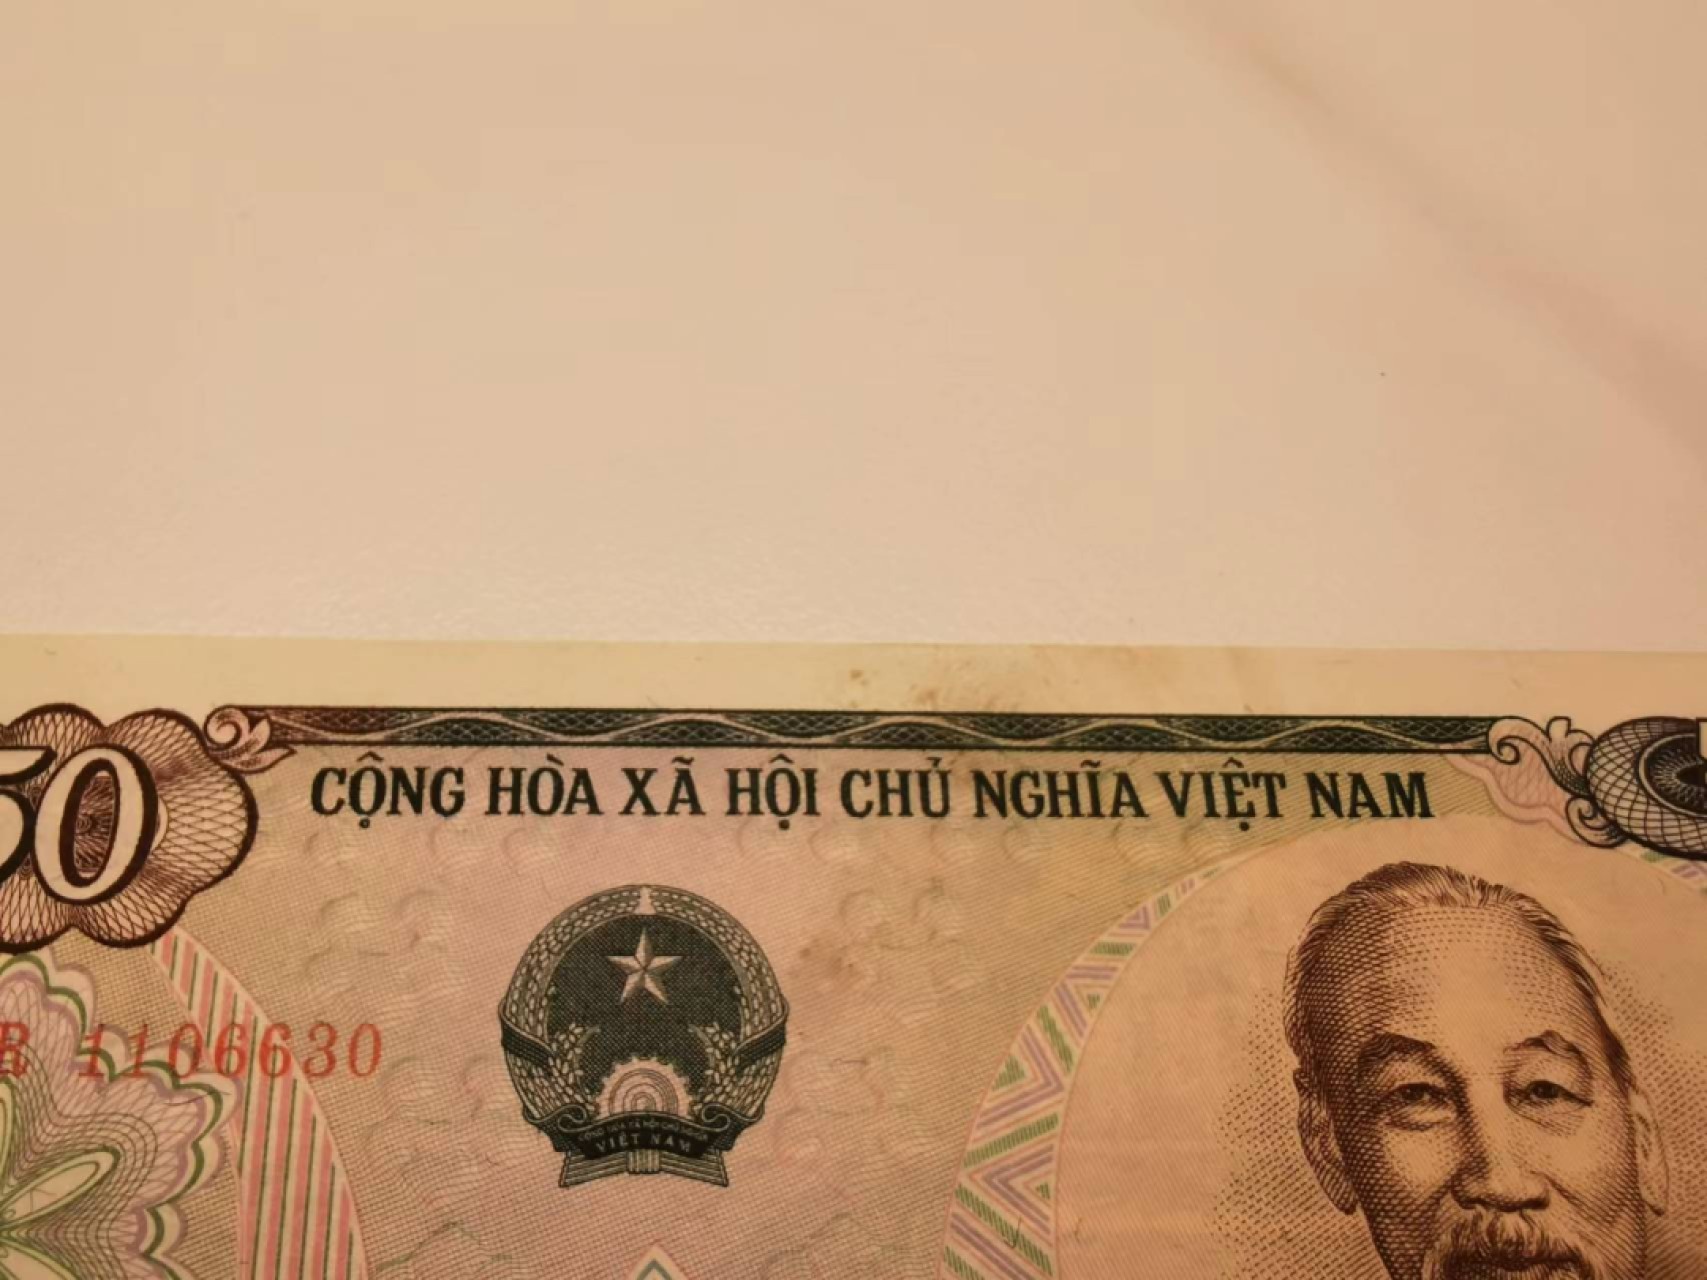 CỘNG HÒA XÃ HỘI CHỦ NGHĨA VIỆT NAM
50
R 1106630
VIỆT NAM